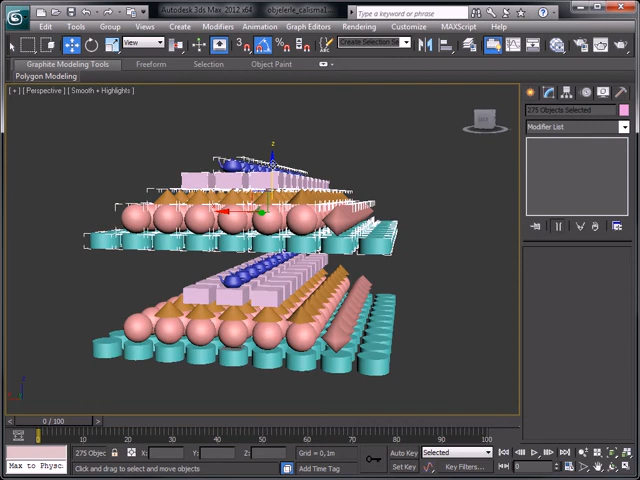 Autodesk 3ds Max 2012 x64 objelerle_calisma1...
Type a keyword or phrase
Edit Tools Group Views Create Modifiers Animation Graph Editors Rendering Customize MAXScript Help
View 3 Create Selection Se
Graphite Modeling Tools Freeform Selection Object Paint
Polygon Modeling
[ + ] [ Perspective ] [ Smooth + Highlights ]
275 Objects Selected
Modifier List
z
0 / 100
0 10 20 30 40 50 60 70 80 90 100
275 Objec X: Y: Z: Grid = 0,1m Auto Key Selected
Max to Physc. Click and drag to select and move objects Add Time Tag Set Key Key Filters... 0